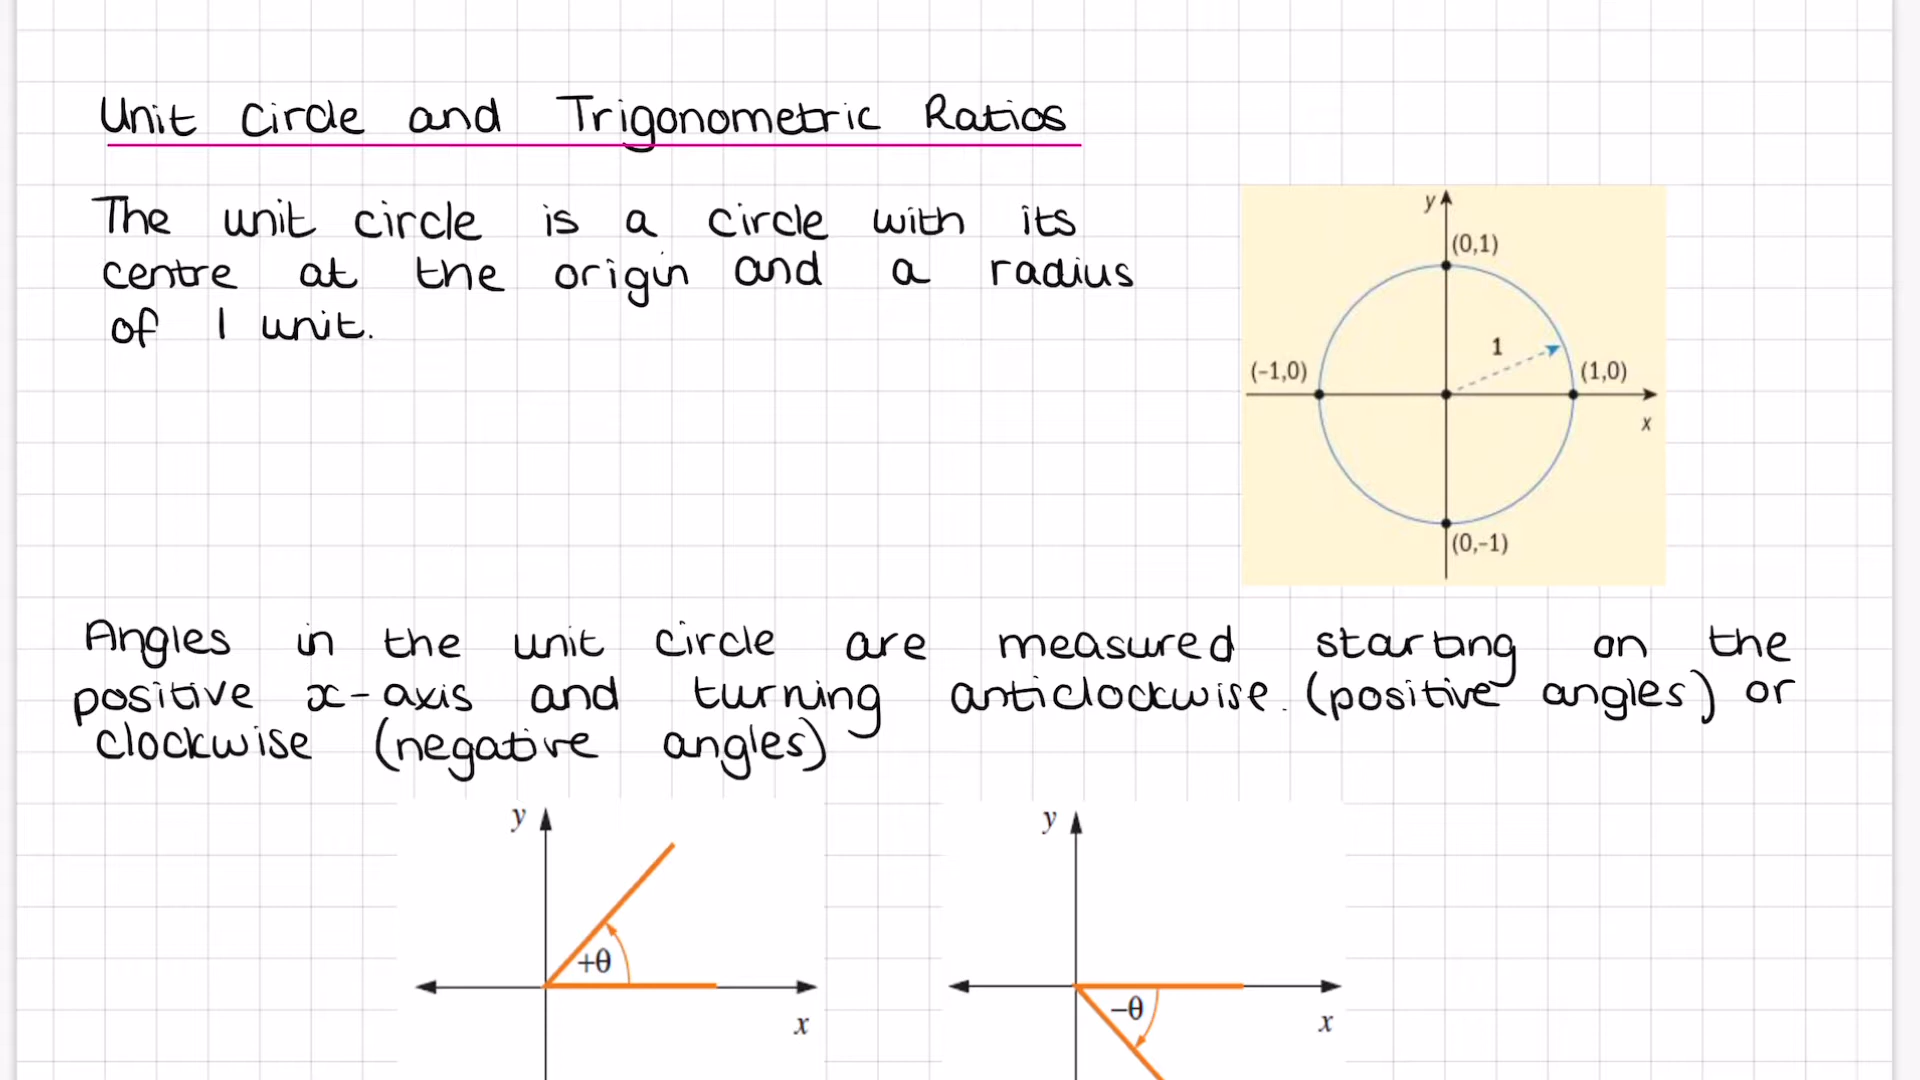 Unit Circle and Trigonometric Ratios
The unit circle is a circle with its
centre at the origin and a radius
of 1 unit.
y
(0,1)
1
(-1,0)
(1,0)
x
(0,-1)
Angles in the unit circle are measured starting on the
positive x-axis and turning anticlockwise. (positive angles) or
clockwise (negative angles)
y
+θ
x
y
−θ
x